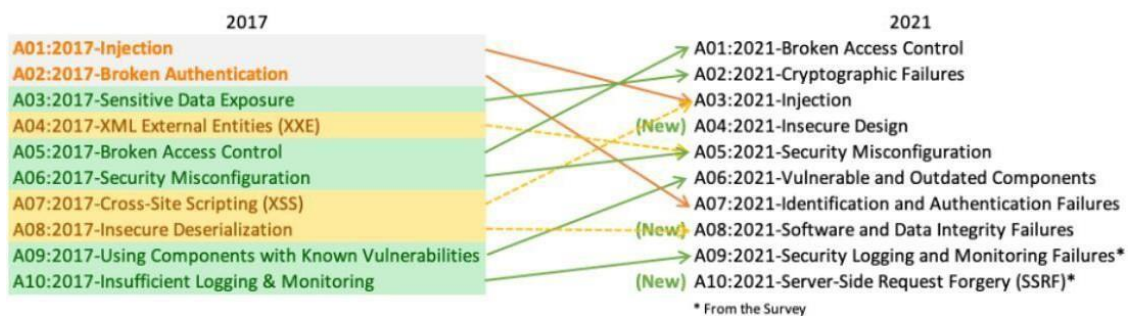 2017
A01:2017-Injection
A02:2017-Broken Authentication
A03:2017-Sensitive Data Exposure
A04:2017-XML External Entities (XXE)
A05:2017-Broken Access Control
A06:2017-Security Misconfiguration
A07:2017-Cross-Site Scripting (XSS)
A08:2017-Insecure Deserialization
A09:2017-Using Components with Known Vulnerabilities
A10:2017-Insufficient Logging & Monitoring
2021
A01:2021-Broken Access Control
A02:2021-Cryptographic Failures
A03:2021-Injection
(New) A04:2021-Insecure Design
A05:2021-Security Misconfiguration
A06:2021-Vulnerable and Outdated Components
A07:2021-Identification and Authentication Failures
(New) A08:2021-Software and Data Integrity Failures
A09:2021-Security Logging and Monitoring Failures*
(New) A10:2021-Server-Side Request Forgery (SSRF)*
* From the Survey